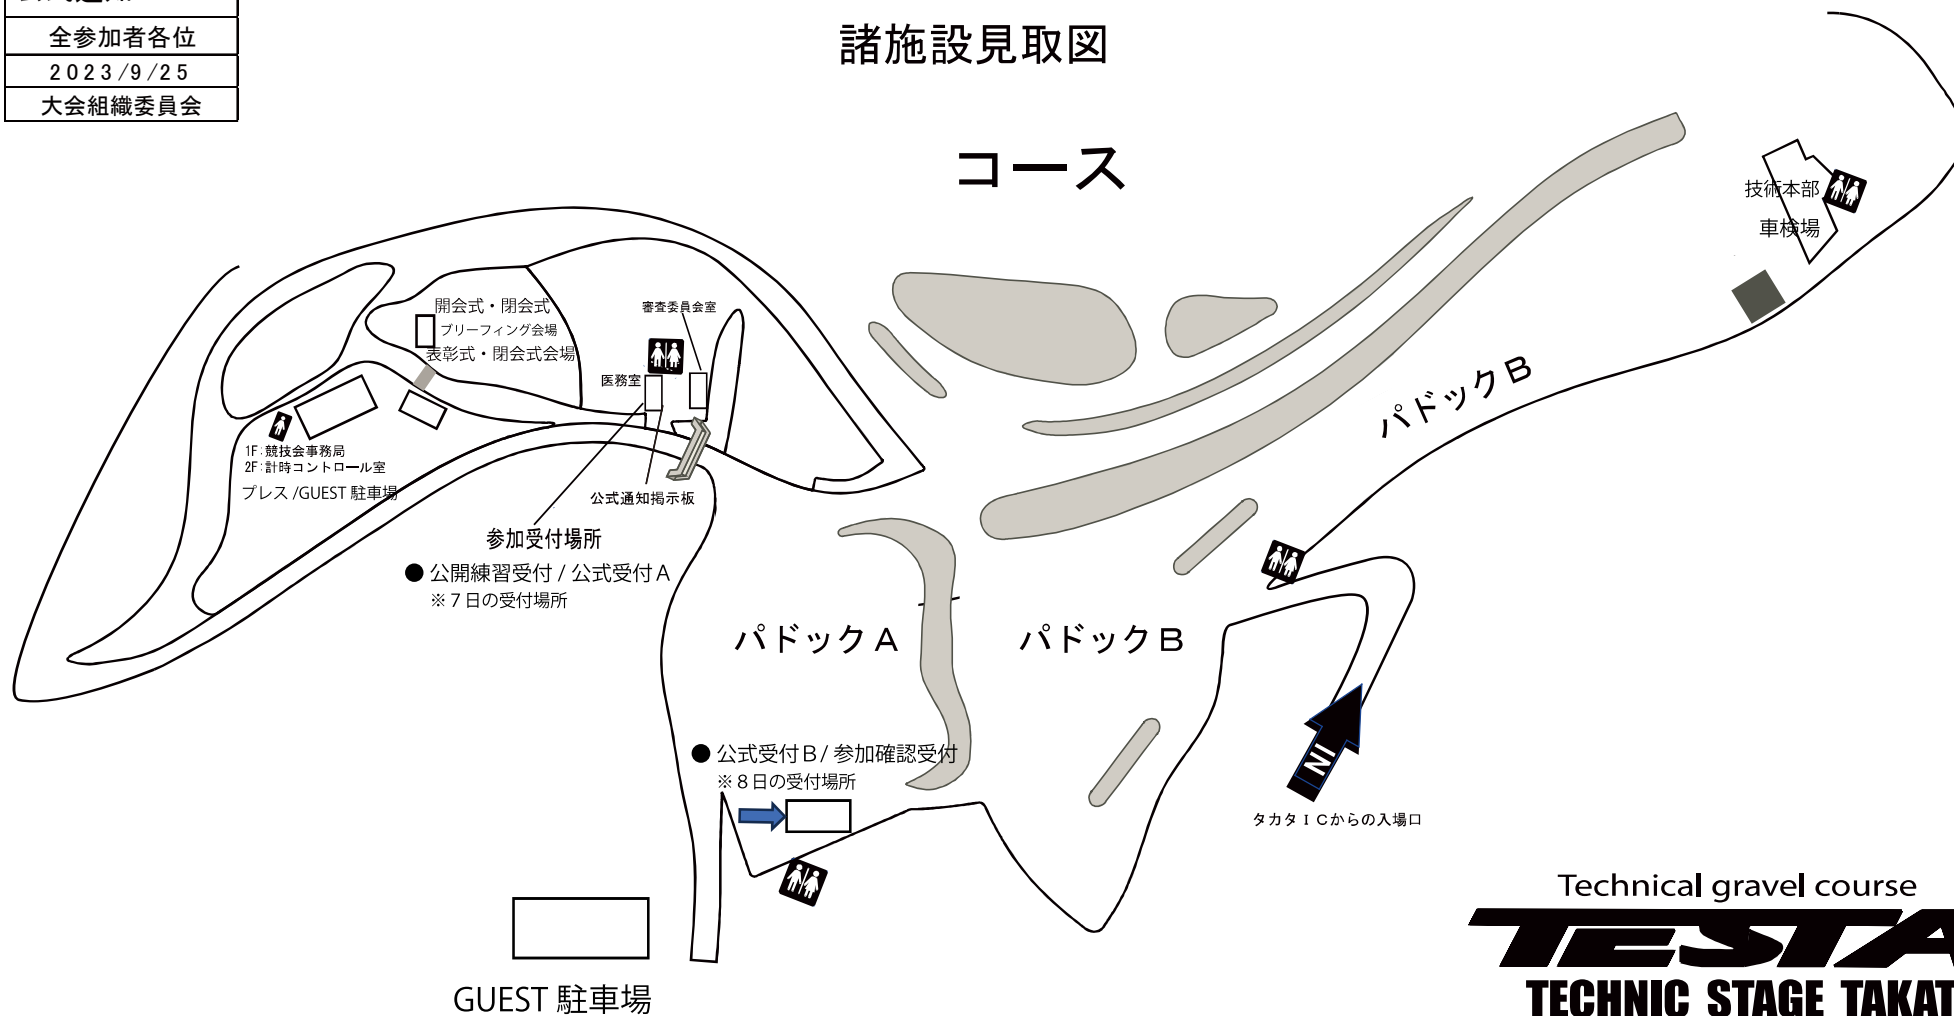 全参加者各位
2023/9/25
大会組織委員会
諸施設見取図
コース
技術本部
車検場
開会式・閉会式
ブリーフィング会場
表彰式・閉会式会場
審査委員会室
医務室
1F:競技会事務局
2F:計時コントロール室
プレス/GUEST 駐車場
公式通知掲示板
参加受付場所
● 公開練習受付 / 公式受付A
※7日の受付場所
パドックB
パドックA
パドックB
● 公式受付B / 参加確認受付
※8日の受付場所
IN
タカタICからの入場口
GUEST 駐車場
Technical gravel course
TESTA
TECHNIC STAGE TAKAT